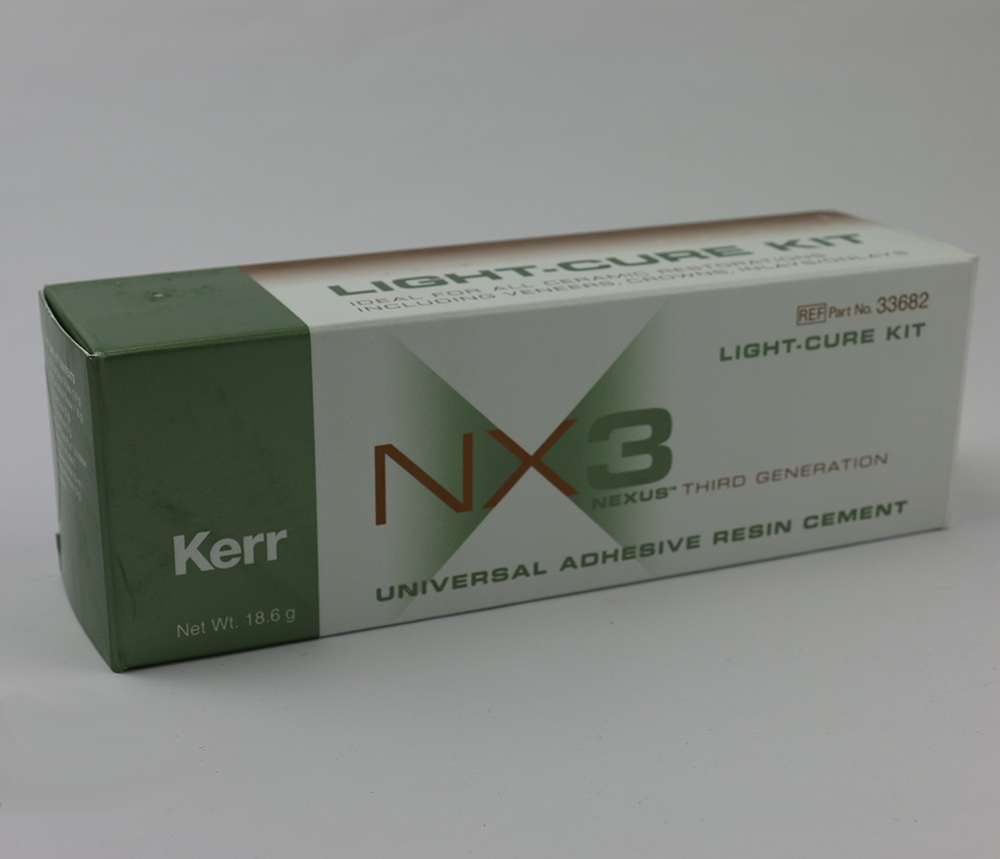 LIGHT-CURE KIT
IDEAL FOR ALL CERAMIC RESTORATIONS
INCLUDING VENEERS, CROWNS, INLAYS/ONLAYS
REF Part No. 33682
LIGHT-CURE KIT
NX3
NEXUS™ THIRD GENERATION
UNIVERSAL ADHESIVE RESIN CEMENT
Kerr
Net Wt. 18.6 g